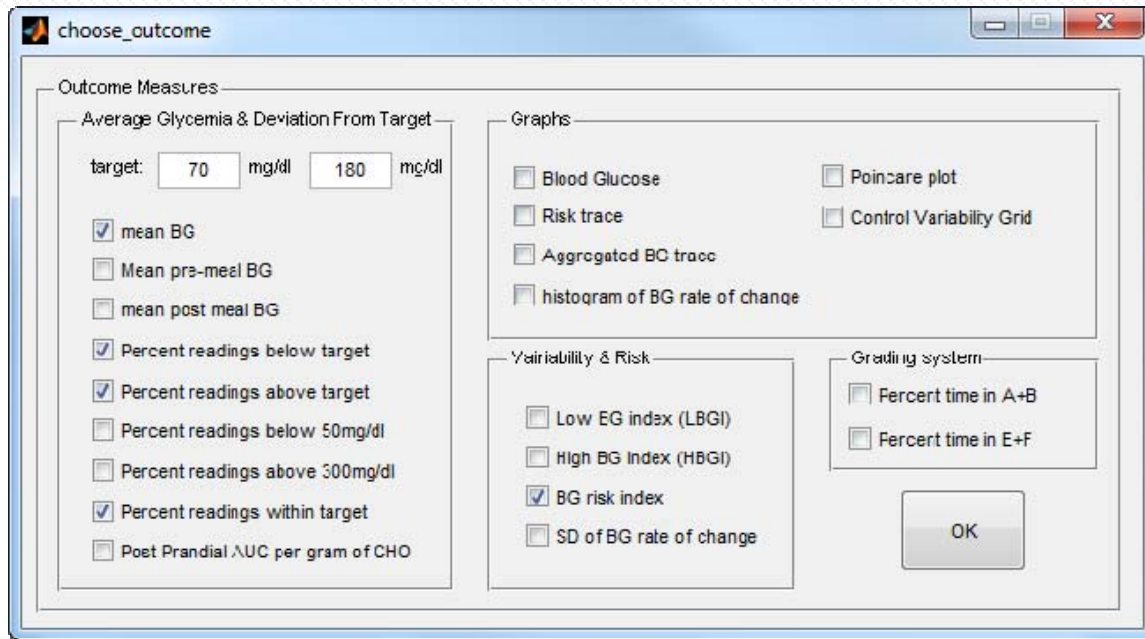 choose_outcome
Outcome Measures
Average Glycemia & Deviation From Target
target: 70 mg/dl 180 mg/dl
mean BG
Mean pre-meal BG
mean post meal BG
Percent readings below target
Percent readings above target
Percent readings below 50mg/dl
Percent readings above 300mg/dl
Percent readings within target
Post Prandial AUC per gram of CHO
Graphs
Blood Glucose
Risk trace
Aggregated BG trace
histogram of BG rate of change
Poincare plot
Control Variability Grid
Vairiability & Risk
Low BG index (LBGI)
High BG Index (HBGI)
BG risk index
SD of BG rate of change
Grading system
Percent time in A+B
Percent time in E+F
OK